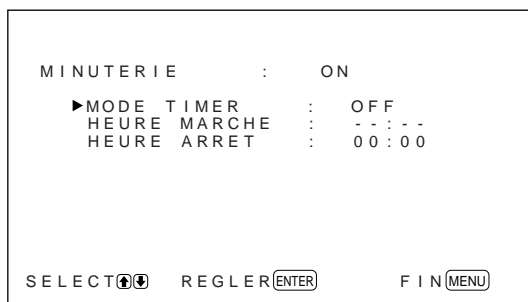 MINUTERIE : ON
▶MODE TIMER : OFF
HEURE MARCHE : --:--
HEURE ARRET : 00:00
SELECT⬆⬇ REGLER ENTER FIN MENU